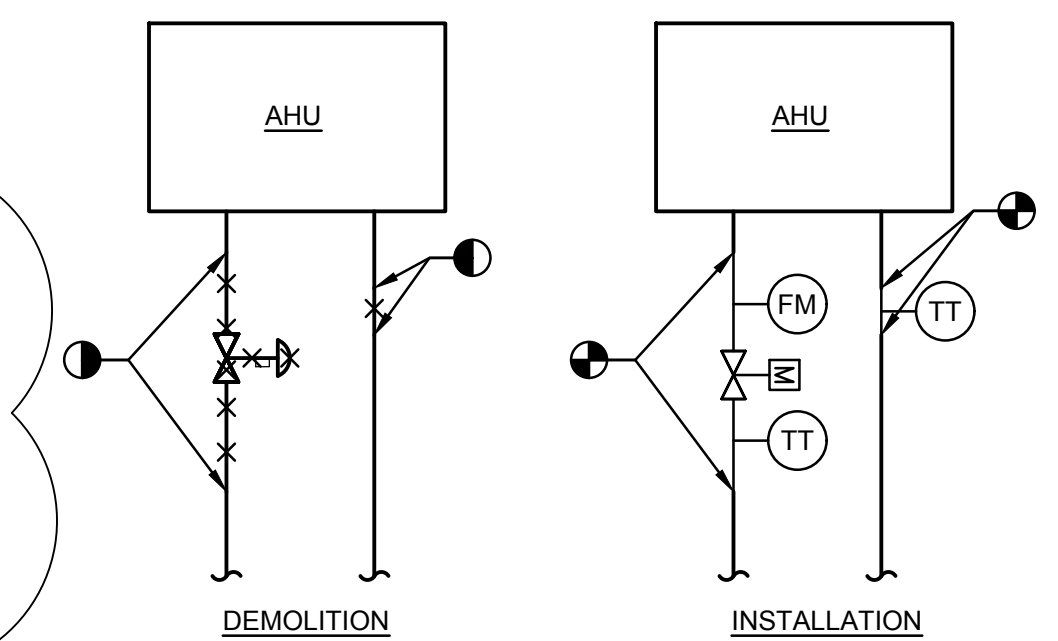 AHU
AHU
FM
TT
M
TT
DEMOLITION
INSTALLATION